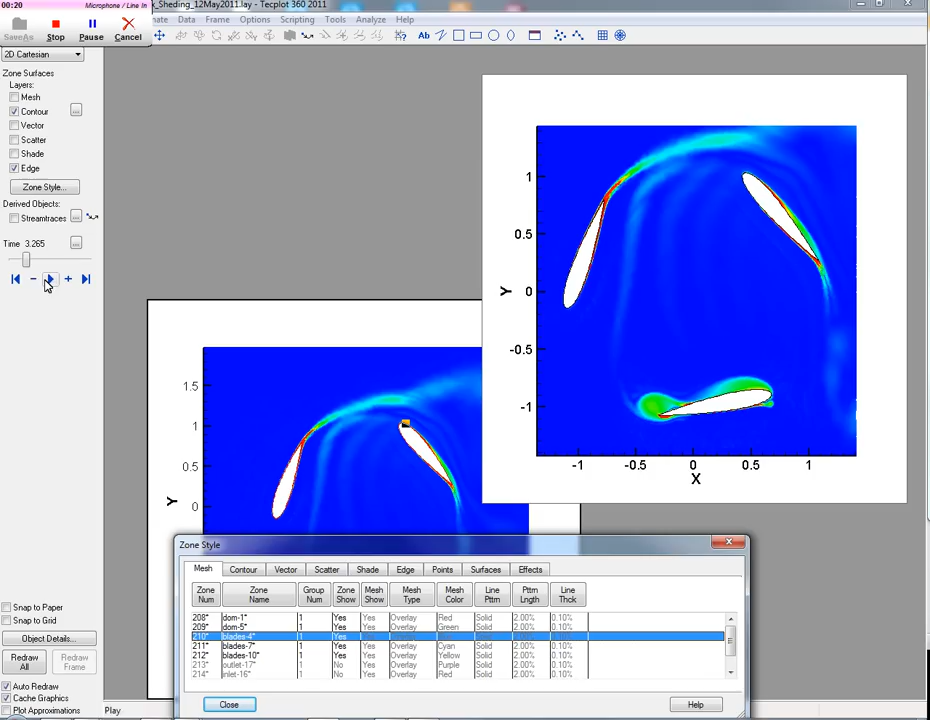 00:20 Microphone / Line In
_Sheding_12May2011.lay - Tecplot 360 2011
SaveAs Stop Pause Cancel
Data Frame Options Scripting Tools Analyze Help
Ab
2D Cartesian
Zone Surfaces
Layers:
Mesh
Contour
Vector
Scatter
Shade
Edge
Zone Style...
Derived Objects:
Streamtraces
Time 3.265
1
0.5
0
-0.5
-1
Y
-1 -0.5 0 0.5 1
X
1.5
1
0.5
0
Y
Zone Style
Mesh Contour Vector Scatter Shade Edge Points Surfaces Effects
Zone Num Zone Name Group Num Zone Show Mesh Show Mesh Type Mesh Color Line Pttrn Pttrn Lngth Line Thck
208* dom-1* 1 Yes Yes Overlay Red Solid 2.00% 0.10%
209* dom-5* 1 Yes Yes Overlay Green Solid 2.00% 0.10%
210* blades-4* 1 Yes Yes Overlay Solid 2.00% 0.10%
211* blades-7* 1 Yes Yes Overlay Cyan Solid 2.00% 0.10%
212* blades-10* 1 Yes Yes Overlay Yellow Solid 2.00% 0.10%
213* outlet-17* 1 No Yes Overlay Purple Solid 2.00% 0.10%
214* inlet-16* 1 No Yes Overlay Red Solid 2.00% 0.10%
Close Help
Snap to Paper
Snap to Grid
Object Details...
Redraw All Redraw Frame
Auto Redraw
Cache Graphics
Plot Approximations
Play